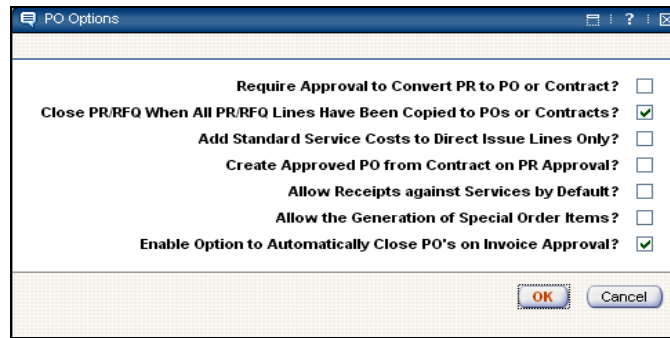 PO Options
?
Require Approval to Convert PR to PO or Contract?
Close PR/RFQ When All PR/RFQ Lines Have Been Copied to POs or Contracts?
Add Standard Service Costs to Direct Issue Lines Only?
Create Approved PO from Contract on PR Approval?
Allow Receipts against Services by Default?
Allow the Generation of Special Order Items?
Enable Option to Automatically Close PO's on Invoice Approval?
OK Cancel